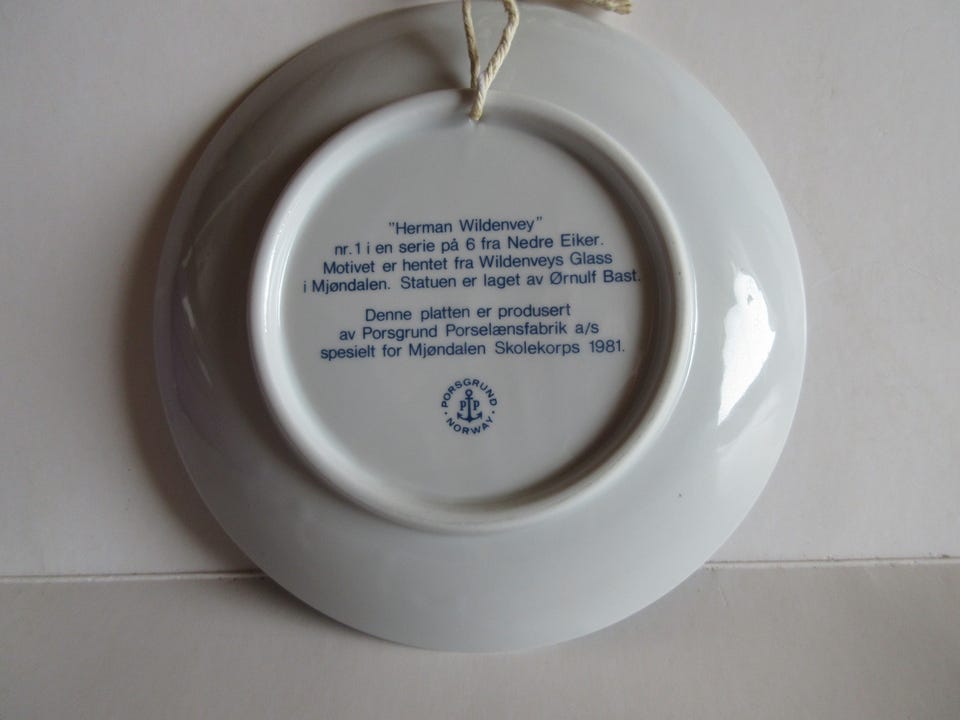 "Herman Wildenvey"
nr. 1 i en serie på 6 fra Nedre Eiker.
Motivet er hentet fra Wildenveys Glass
i Mjøndalen. Statuen er laget av Ørnulf Bast.
Denne platten er produsert
av Porsgrund Porselænsfabrik a/s
spesielt for Mjøndalen Skolekorps 1981.
PORSGRUND
P P
· NORWAY ·